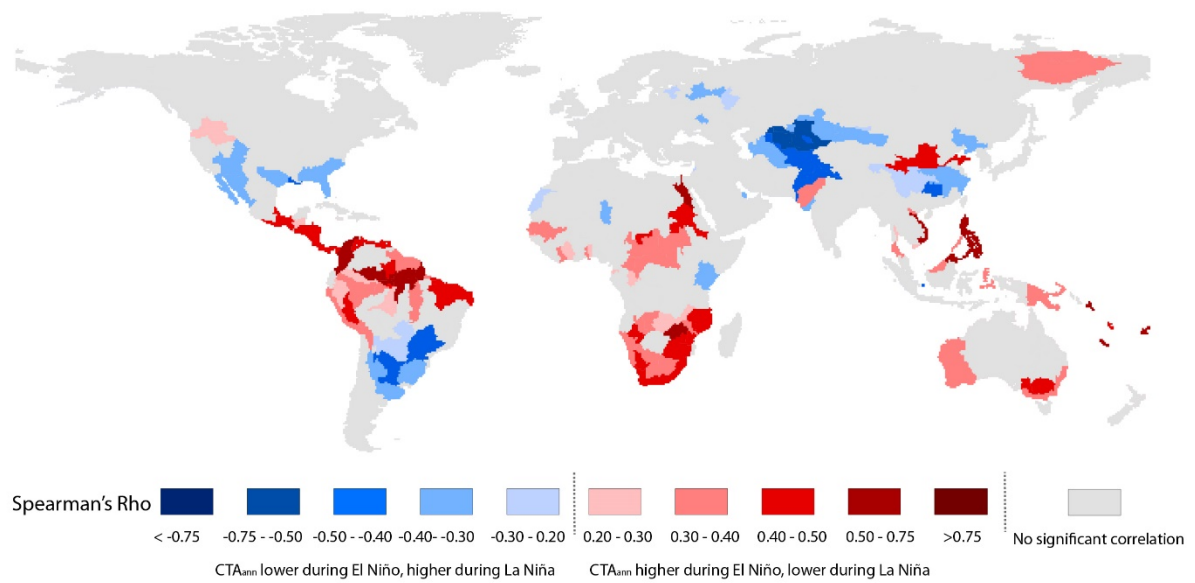 Spearman's Rho
< -0.75 -0.75 - -0.50 -0.50- -0.40 -0.40- -0.30 -0.30 -0.20 0.20 - 0.30 0.30 - 0.40 0.40 - 0.50 0.50 - 0.75 >0.75 No significant correlation
CTAann lower during El Niño, higher during La Niña CTAann higher during El Niño, lower during La Niña